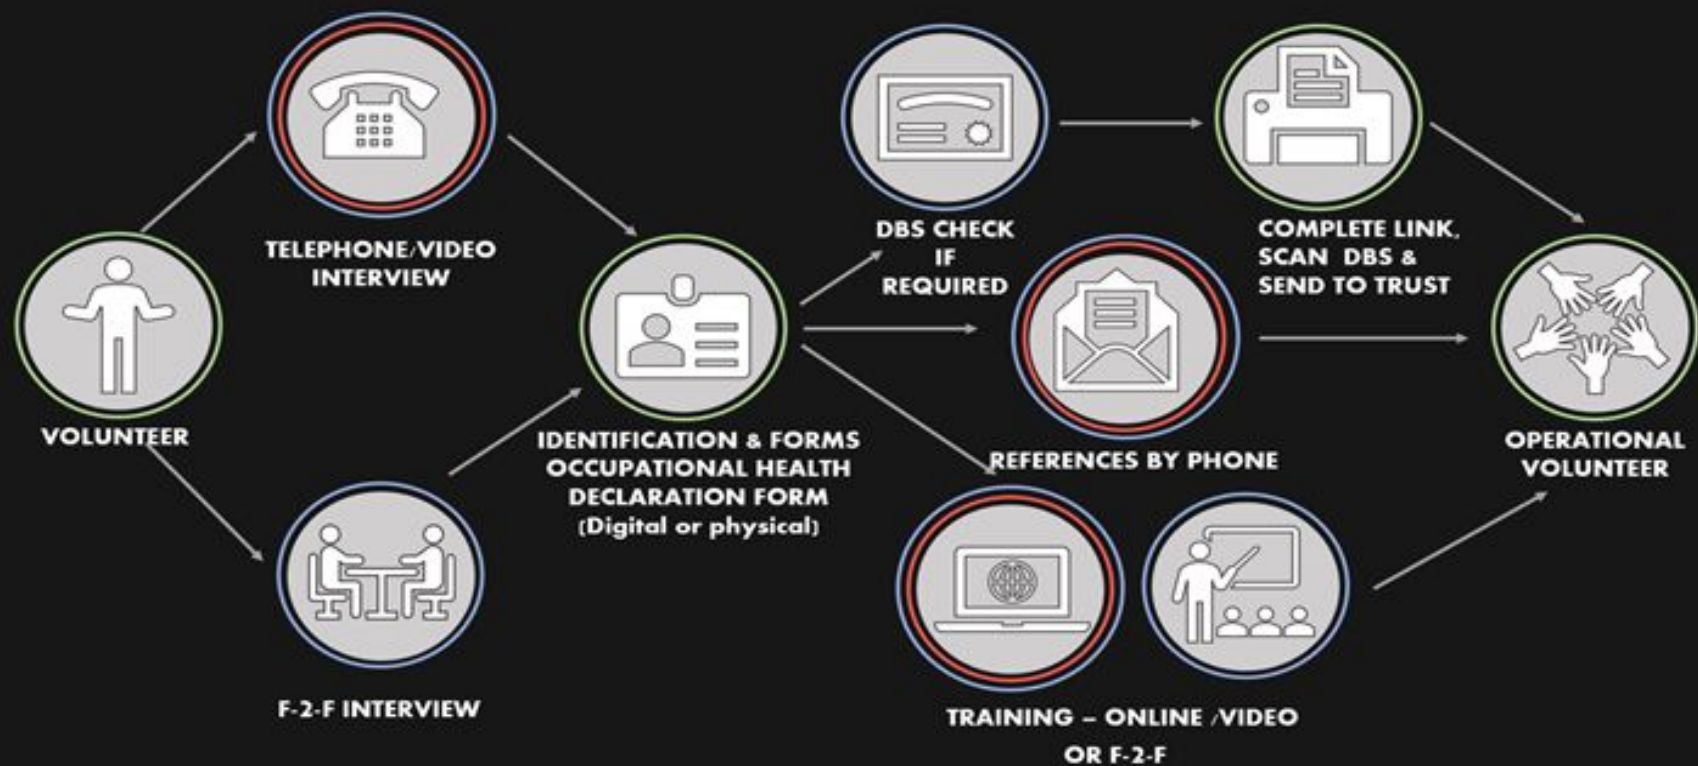 TELEPHONE/VIDEO
INTERVIEW
DBS CHECK
IF
REQUIRED
COMPLETE LINK,
SCAN DBS &
SEND TO TRUST
VOLUNTEER
IDENTIFICATION & FORMS
OCCUPATIONAL HEALTH
DECLARATION FORM
(Digital or physical)
REFERENCES BY PHONE
OPERATIONAL
VOLUNTEER
F-2-F INTERVIEW
TRAINING – ONLINE /VIDEO
OR F-2-F